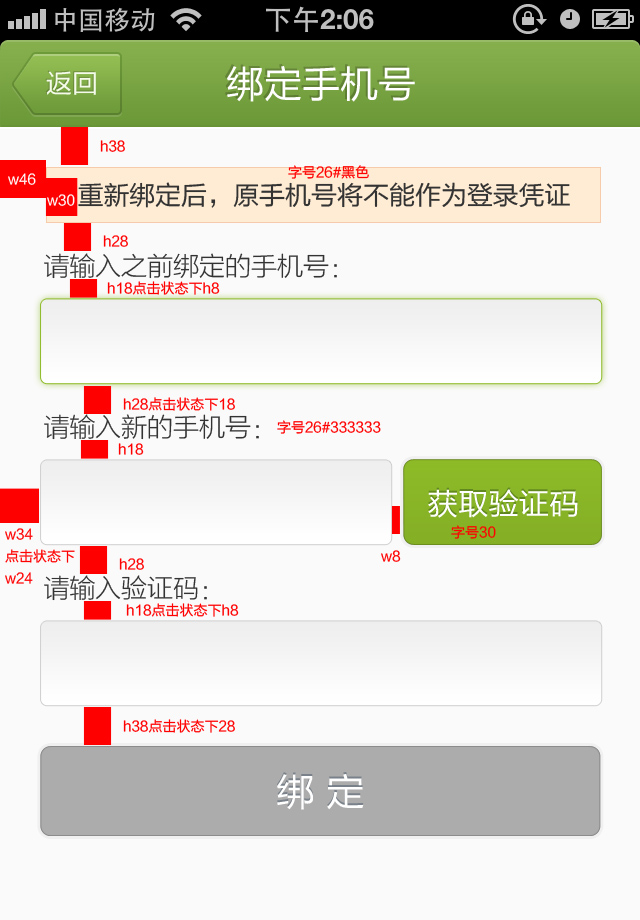 中国移动 下午2:06
返回 绑定手机号
h38
字号26#黑色
w46
w30
重新绑定后，原手机号将不能作为登录凭证
h28
请输入之前绑定的手机号：
h18点击状态下h8
h28点击状态下18
请输入新的手机号： 字号26#333333
h18
获取验证码
字号30
w34
点击状态下
w24
w8
h28
请输入验证码：
h18点击状态下h8
h38点击状态下28
绑 定